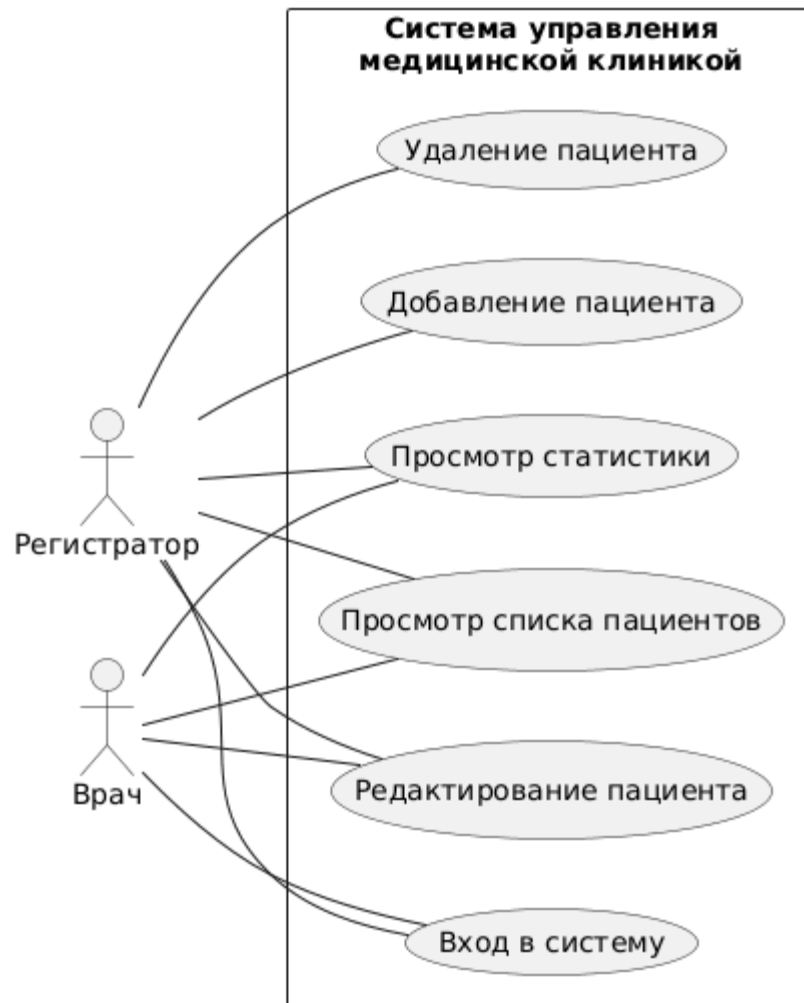 Система управления
медицинской клиникой
Удаление пациента
Добавление пациента
Просмотр статистики
Регистратор
Просмотр списка пациентов
Врач
Редактирование пациента
Вход в систему